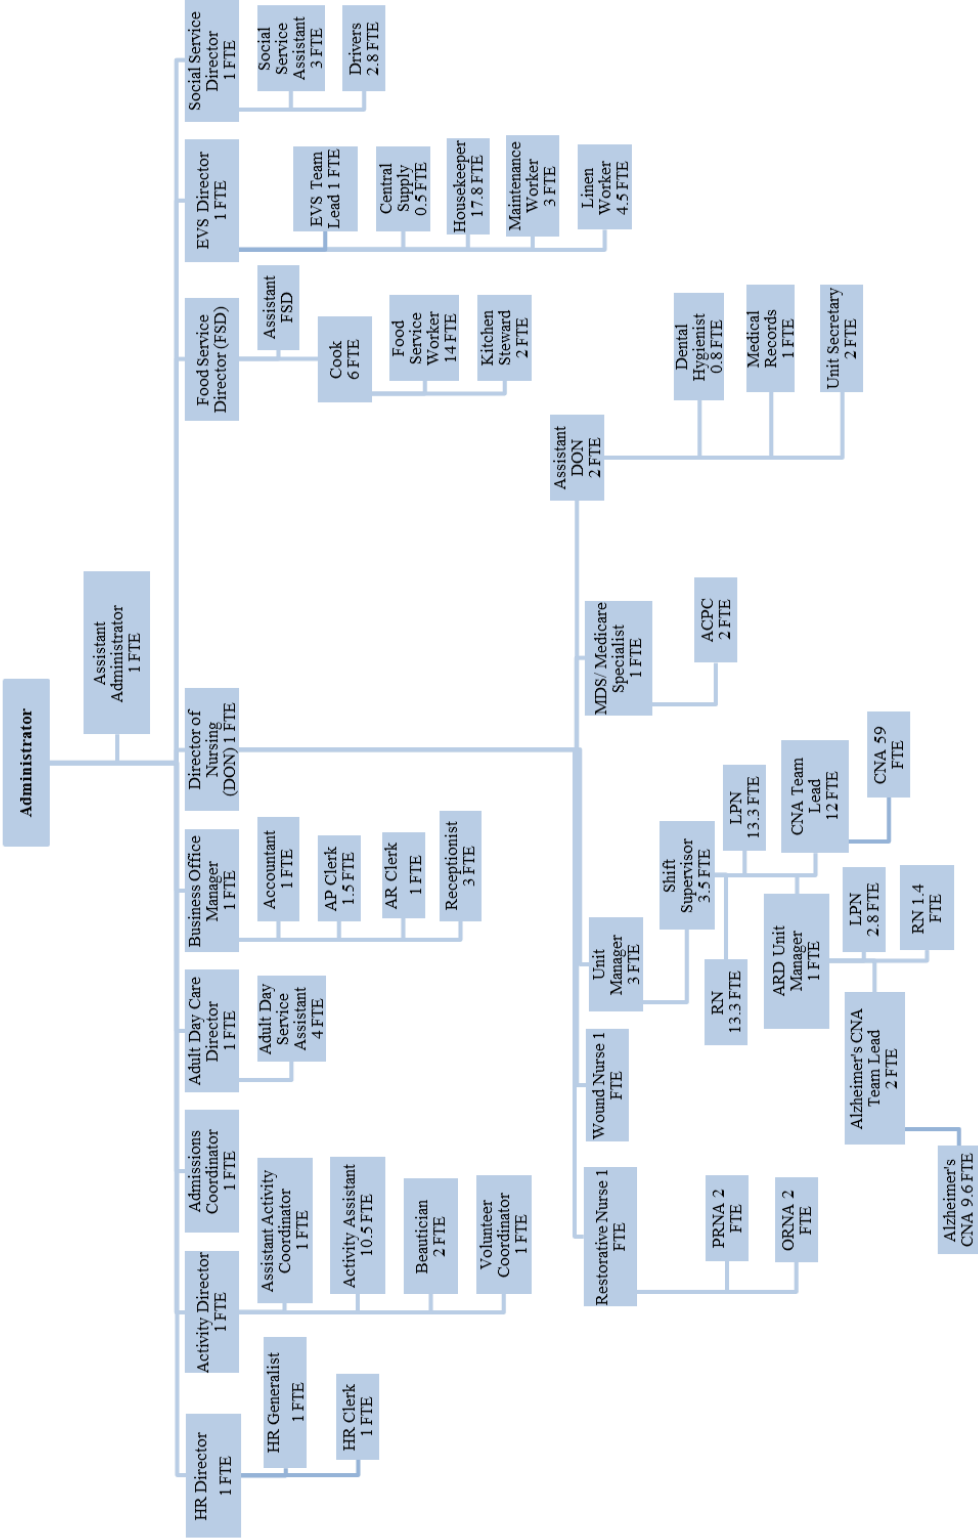 Administrator
Assistant
Administrator
1 FTE
HR Director
1 FTE
HR Generalist
1 FTE
HR Clerk
1 FTE
Activity Director
1 FTE
Assistant Activity
Coordinator
1 FTE
Activity Assistant
10.5 FTE
Beautician
2 FTE
Volunteer
Coordinator
1 FTE
Admissions
Coordinator
1 FTE
Adult Day Care
Director
1 FTE
Adult Day
Service
Assistant
4 FTE
Business Office
Manager
1 FTE
Accountant
1 FTE
AP Clerk
1.5 FTE
AR Clerk
1 FTE
Receptionist
3 FTE
Director of
Nursing
(DON) 1 FTE
Food Service
Director (FSD)
Assistant
FSD
Cook
6 FTE
Food
Service
Worker
14 FTE
Kitchen
Steward
2 FTE
EVS Director
1 FTE
EVS Team
Lead 1 FTE
Central
Supply
0.5 FTE
Housekeeper
17.8 FTE
Maintenance
Worker
3 FTE
Linen
Worker
4.5 FTE
Social Service
Director
1 FTE
Social
Service
Assistant
3 FTE
Drivers
2.8 FTE
Restorative Nurse 1
FTE
PRNA 2
FTE
ORNA 2
FTE
Wound Nurse 1
FTE
Unit
Manager
3 FTE
Shift
Supervisor
3.5 FTE
RN
13.3 FTE
LPN
13.3 FTE
ARD Unit
Manager
1 FTE
CNA Team
Lead
12 FTE
CNA 59
FTE
LPN
2.8 FTE
RN 1.4
FTE
Alzheimer's CNA
Team Lead
2 FTE
Alzheimer's
CNA 9.6 FTE
MDS/ Medicare
Specialist
1 FTE
ACPC
2 FTE
Assistant
DON
2 FTE
Dental
Hygienist
0.8 FTE
Medical
Records
1 FTE
Unit Secretary
2 FTE